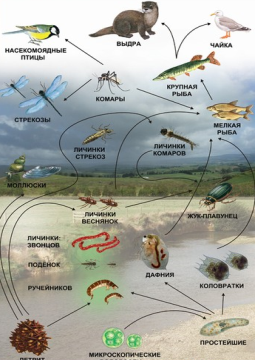 НАСЕКОМОЯДНЫЕ
ПТИЦЫ
ВЫДРА
ЧАЙКА
КРУПНАЯ
РЫБА
КОМАРЫ
СТРЕКОЗЫ
МЕЛКАЯ
РЫБА
ЛИЧИНКИ
СТРЕКОЗ
ЛИЧИНКИ
КОМАРОВ
МОЛЛЮСКИ
ЛИЧИНКИ
ВЕСНЯНОК
ЖУК-ПЛАВУНЕЦ
ЛИЧИНКИ:
ЗВОНЦОВ
ПОДЁНОК
ДАФНИЯ
РУЧЕЙНИКОВ
КОЛОВРАТКИ
ПРОСТЕЙШИЕ
МИКРОСКОПИЧЕСКИЕ
ДЕТРИТ